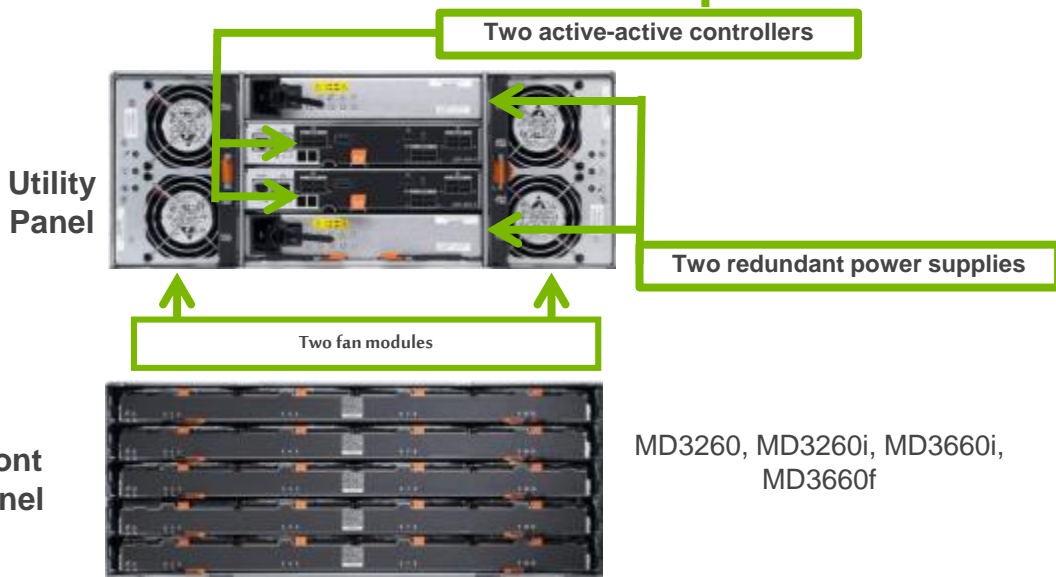 Two active-active controllers
Utility
Panel
Two redundant power supplies
Two fan modules
ont
nel
MD3260, MD3260i, MD3660i,
MD3660f